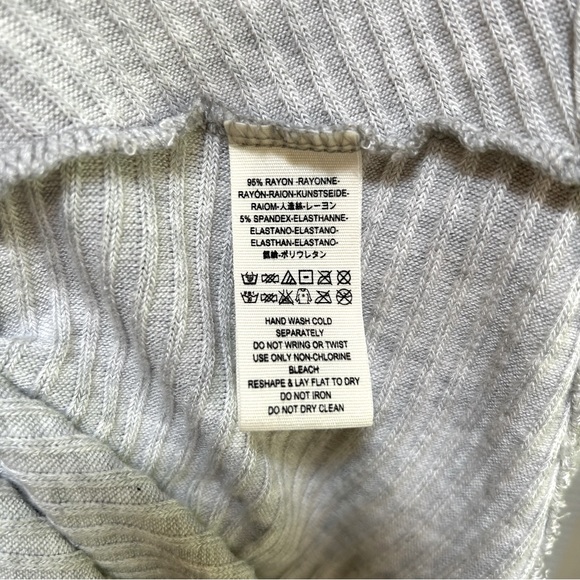 95% RAYON -RAYONNE-
RAYÓN-RAION-KUNSTSEIDE-
RAIOM-人造絲-レーヨン
5% SPANDEX-ELASTHANNE-
ELASTANO-ELASTANO-
ELASTHAN-ELASTANO-
-ポリウレタン
HAND WASH COLD
SEPARATELY
DO NOT WRING OR TWIST
USE ONLY NON-CHLORINE
BLEACH
RESHAPE & LAY FLAT TO DRY
DO NOT IRON
DO NOT DRY CLEAN